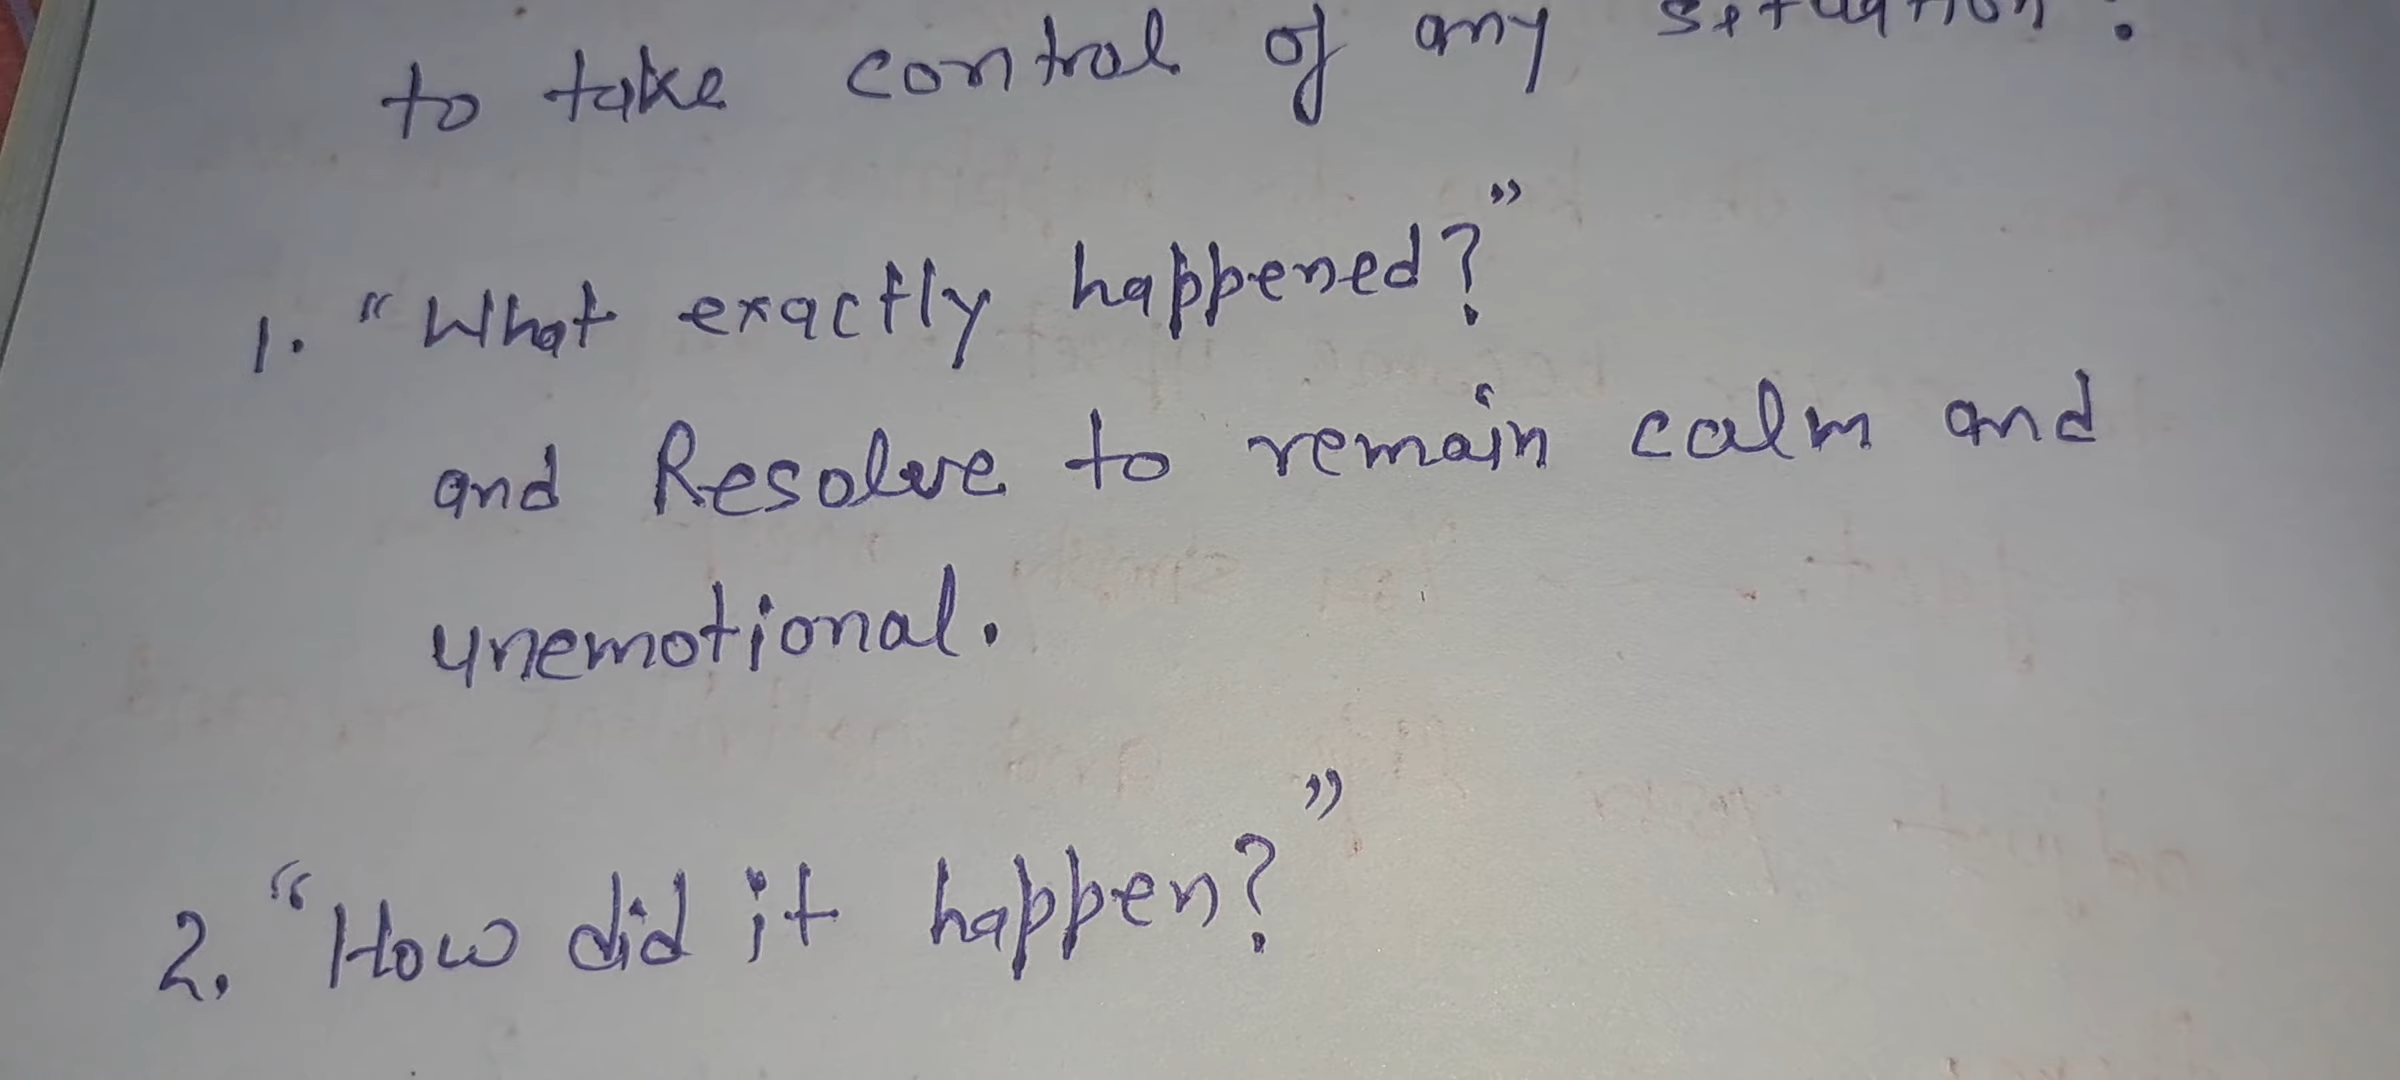 to take control of any situation :
1. "What exactly happened?"
and Resolve to remain calm and
unemotional.
2. "How did it happen?"